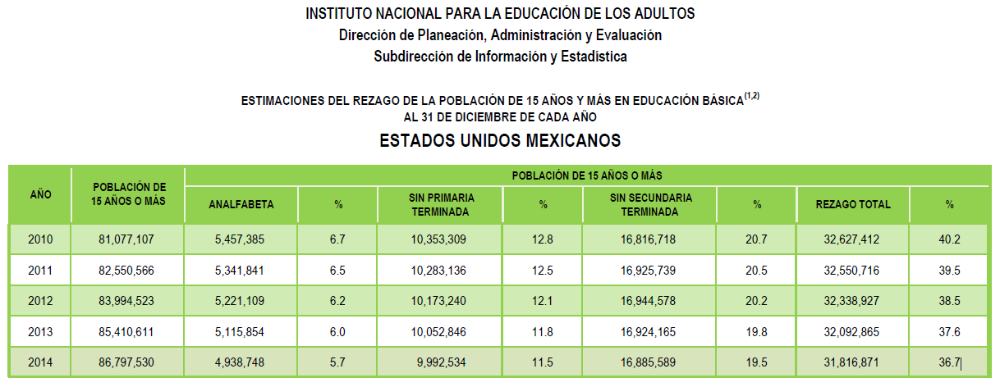 INSTITUTO NACIONAL PARA LA EDUCACIÓN DE LOS ADULTOS
Dirección de Planeación, Administración y Evaluación
Subdirección de Información y Estadística
ESTIMACIONES DEL REZAGO DE LA POBLACIÓN DE 15 AÑOS Y MÁS EN EDUCACIÓN BÁSICA(1,2)
AL 31 DE DICIEMBRE DE CADA AÑO
ESTADOS UNIDOS MEXICANOS
AÑO POBLACIÓN DE 15 AÑOS O MÁS POBLACIÓN DE 15 AÑOS O MÁS
ANALFABETA % SIN PRIMARIA TERMINADA % SIN SECUNDARIA TERMINADA % REZAGO TOTAL %
2010 81,077,107 5,457,385 6.7 10,353,309 12.8 16,816,718 20.7 32,627,412 40.2
2011 82,550,566 5,341,841 6.5 10,283,136 12.5 16,925,739 20.5 32,550,716 39.5
2012 83,994,523 5,221,109 6.2 10,173,240 12.1 16,944,578 20.2 32,338,927 38.5
2013 85,410,611 5,115,854 6.0 10,052,846 11.8 16,924,165 19.8 32,092,865 37.6
2014 86,797,530 4,938,748 5.7 9,992,534 11.5 16,885,589 19.5 31,816,871 36.7